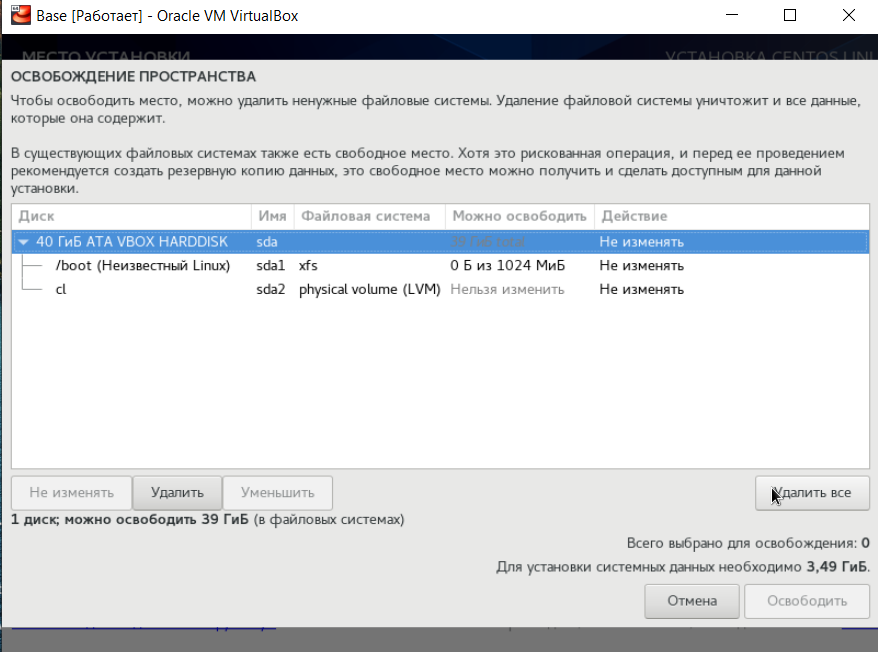 Base [Работает] - Oracle VM VirtualBox
МЕСТО УСТАНОВКИ УСТАНОВКА CENTOS LINU
ОСВОБОЖДЕНИЕ ПРОСТРАНСТВА
Чтобы освободить место, можно удалить ненужные файловые системы. Удаление файловой системы уничтожит и все данные,
которые она содержит.
В существующих файловых системах также есть свободное место. Хотя это рискованная операция, и перед ее проведением
рекомендуется создать резервную копию данных, это свободное место можно получить и сделать доступным для данной
установки.
Диск Имя Файловая система Можно освободить Действие
40 ГиБ ATA VBOX HARDDISK sda Не изменять
/boot (Неизвестный Linux) sda1 xfs 0 Б из 1024 МиБ Не изменять
cl sda2 physical volume (LVM) Нельзя изменить Не изменять
Не изменять Удалить Уменьшить Удалить все
1 диск; можно освободить 39 ГиБ (в файловых системах)
Всего выбрано для освобождения: 0
Для установки системных данных необходимо 3,49 ГиБ.
Отмена Освободить